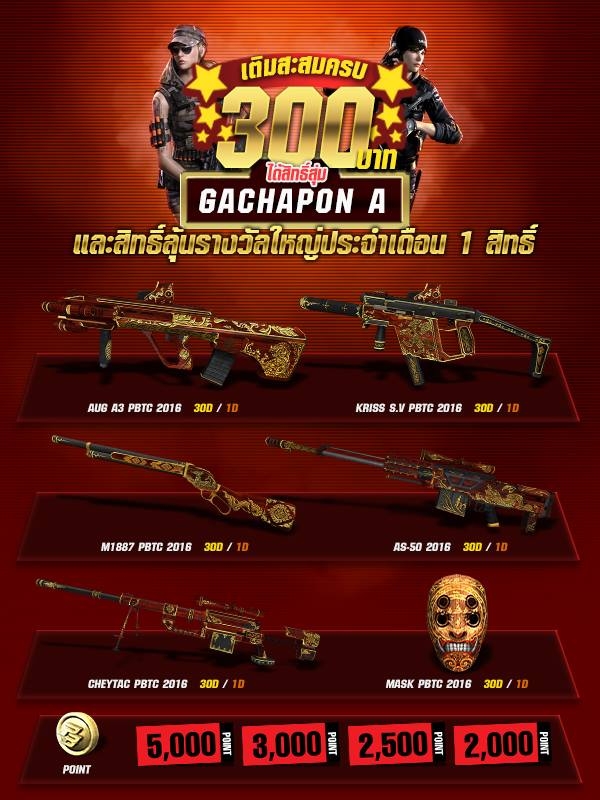 เติมสะสมครบ
300 บาท
ได้สิทธิ์สุ่ม
GACHAPON A
และสิทธิ์ลุ้นรางวัลใหญ่ประจำเดือน 1 สิทธิ์
AUG A3 PBTC 2016 30D / 1D
KRISS S.V PBTC 2016 30D / 1D
M1887 PBTC 2016 30D / 1D
AS-50 2016 30D / 1D
CHEYTAC PBTC 2016 30D / 1D
MASK PBTC 2016 30D / 1D
POINT
5,000 POINT
3,000 POINT
2,500 POINT
2,000 POINT